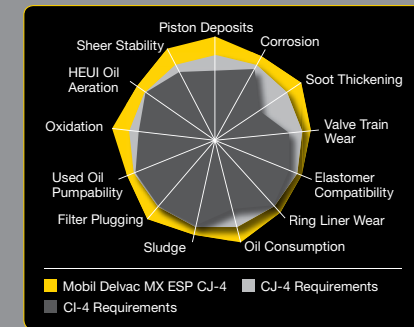 Piston Deposits
Sheer Stability
Corrosion
HEUI Oil
Aeration
Soot Thickening
Oxidation
Valve Train
Wear
Used Oil
Pumpability
Elastomer
Compatibility
Filter Plugging
Ring Liner Wear
Sludge
Oil Consumption
Mobil Delvac MX ESP CJ-4
CJ-4 Requirements
CI-4 Requirements